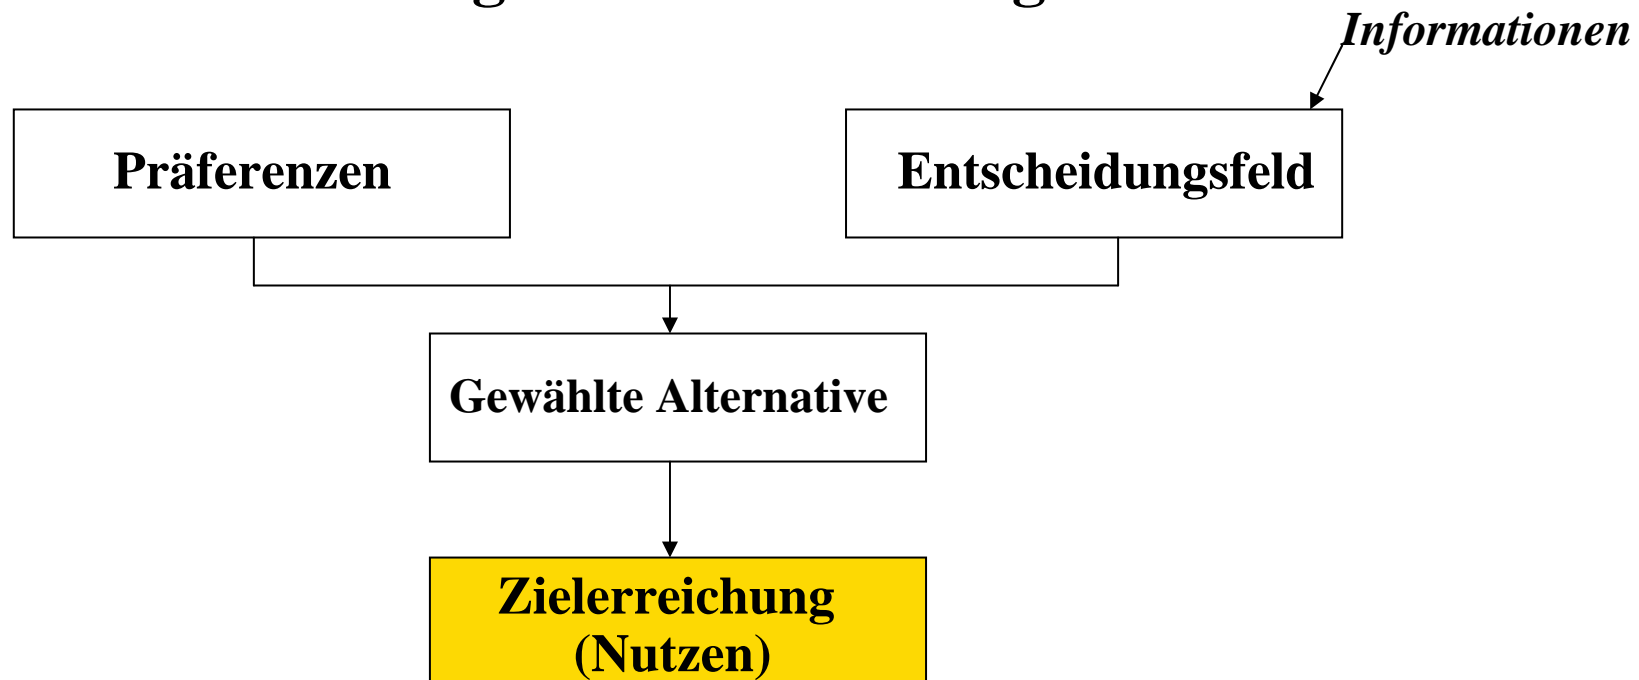 Informationen
Präferenzen
Entscheidungsfeld
Gewählte Alternative
Zielerreichung
(Nutzen)